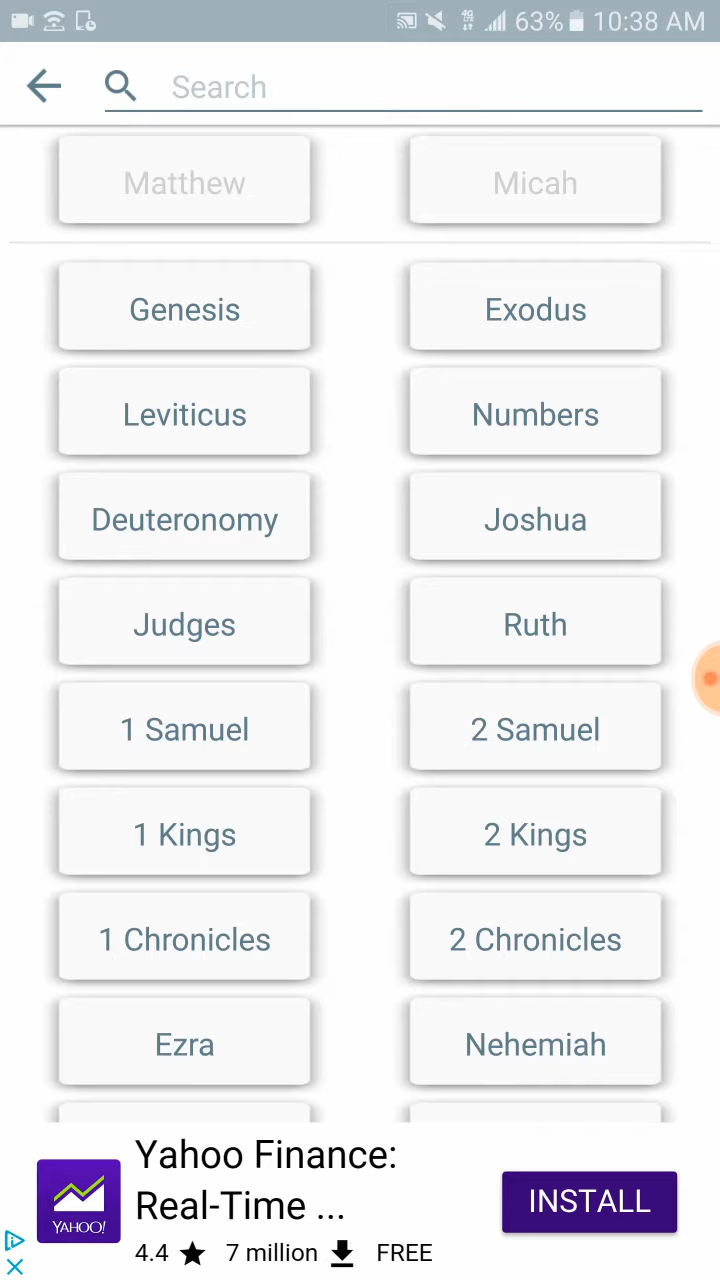 4G LTE 63% 10:38 AM
Search
Matthew Micah
Genesis Exodus
Leviticus Numbers
Deuteronomy Joshua
Judges Ruth
1 Samuel 2 Samuel
1 Kings 2 Kings
1 Chronicles 2 Chronicles
Ezra Nehemiah
Yahoo Finance:
Real-Time ...
INSTALL
YAHOO!
4.4 7 million FREE